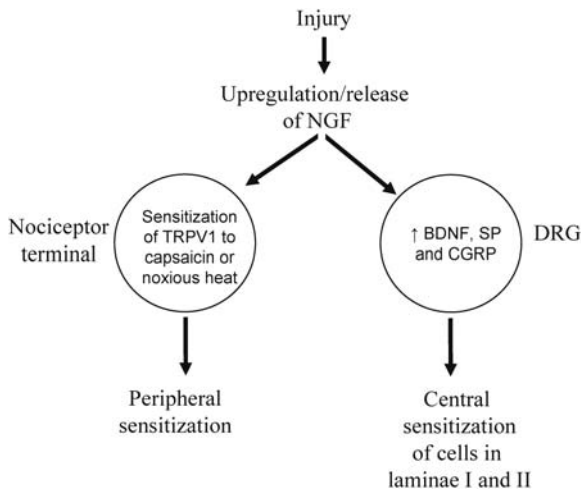 Injury
Upregulation/release
of NGF
Nociceptor
terminal
Sensitization
of TRPV1 to
capsaicin or
noxious heat
↑ BDNF, SP
and CGRP
DRG
Peripheral
sensitization
Central
sensitization
of cells in
laminae I and II